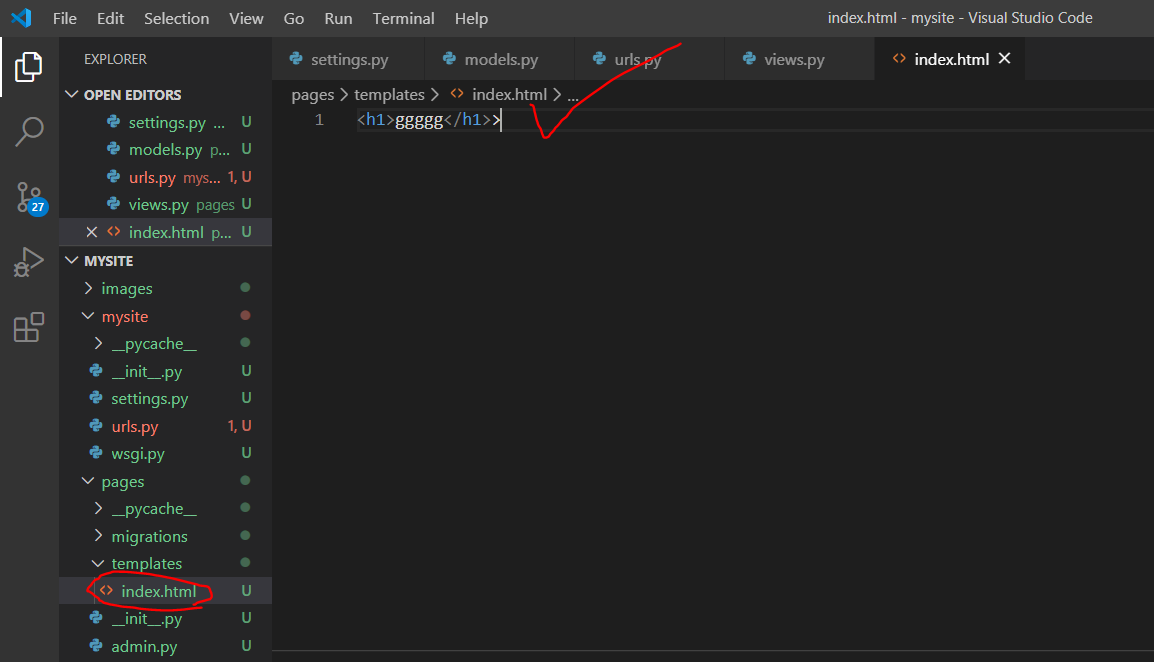 File Edit Selection View Go Run Terminal Help index.html - mysite - Visual Studio Code
EXPLORER
settings.py models.py urls.py views.py index.html
OPEN EDITORS
pages templates index.html ...
settings.py ... U
1 <h1>ggggg</h1>>
models.py p... U
urls.py mys... 1, U
views.py pages U
27
index.html p... U
MYSITE
images
mysite
__pycache__
__init__.py U
settings.py U
urls.py 1, U
wsgi.py U
pages
__pycache__
migrations
templates
index.html U
__init__.py U
admin.py U